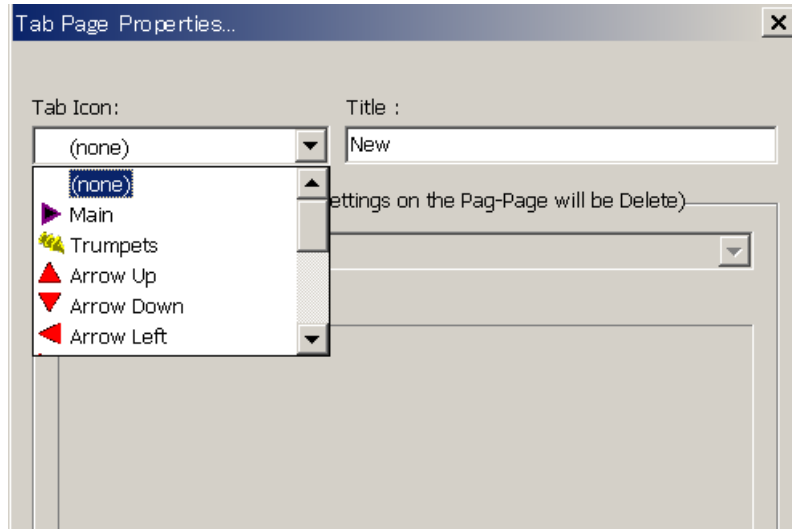 Tab Page Properties...
Tab Icon:
Title :
(none)
New
(none)
ettings on the Pag-Page will be Delete)
Main
Trumpets
Arrow Up
Arrow Down
Arrow Left